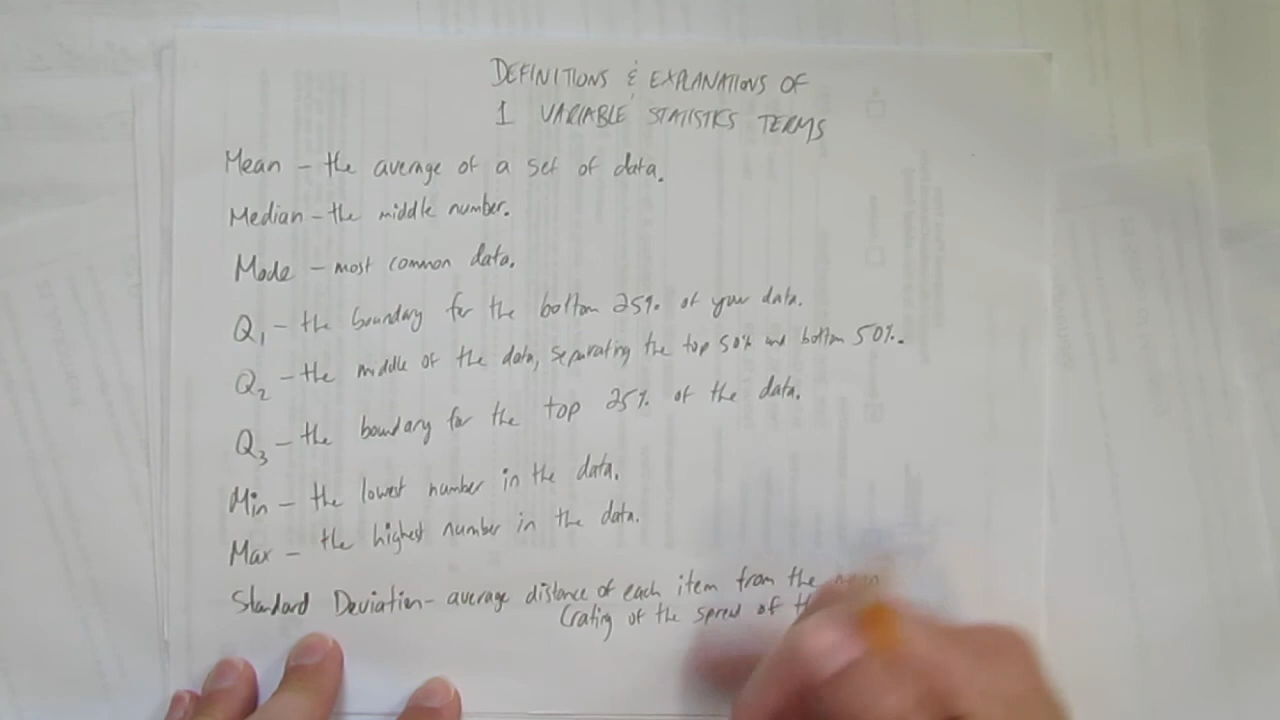 DEFINITIONS & EXPLANATIONS OF
1 VARIABLE STATISTICS TERMS
Mean - the average of a set of data.
Median - the middle number.
Mode - most common data.
Q1 - the boundary for the bottom 25% of your data.
Q2 - the middle of the data, separating the top 50% and bottom 50%.
Q3 - the boundary for the top 25% of the data.
Min - the lowest number in the data.
Max - the highest number in the data.
Standard Deviation - average distance of each item from the
(rating of the spread of